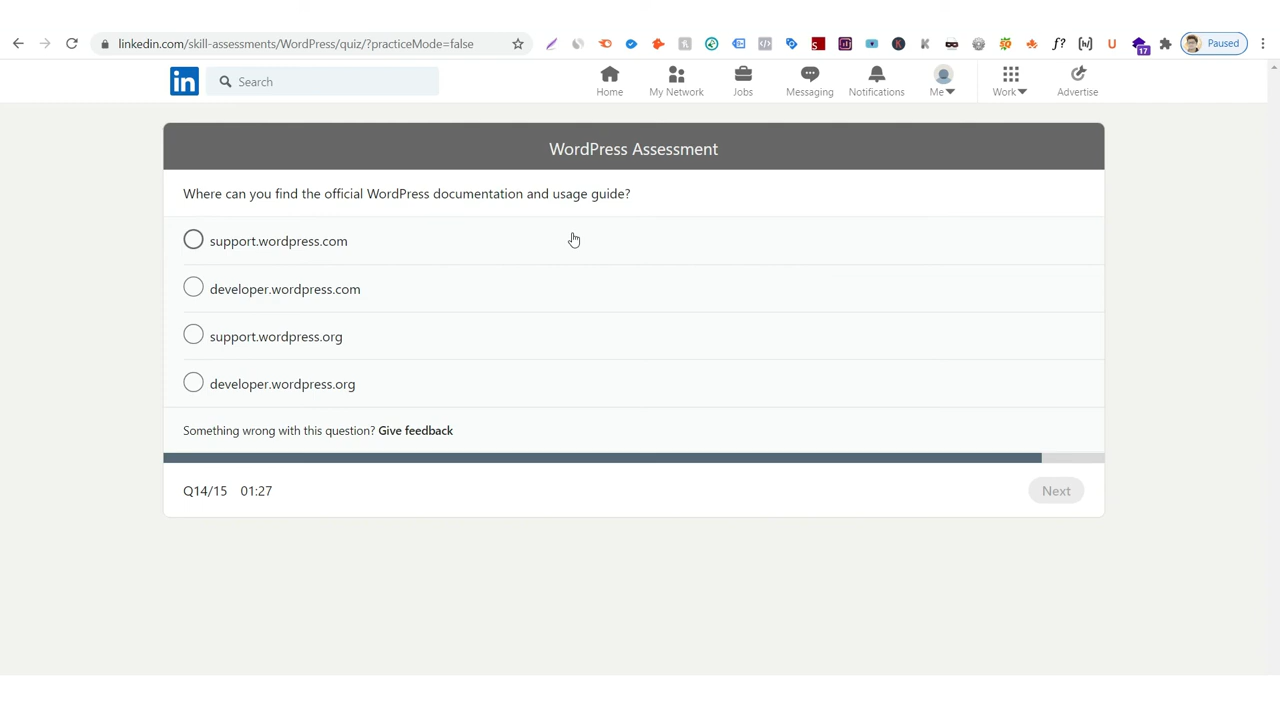 linkedin.com/skill-assessments/WordPress/quiz/?practiceMode=false
17
Paused
in
Search
Home
My Network
Jobs
Messaging
Notifications
Me
Work
Advertise
WordPress Assessment
Where can you find the official WordPress documentation and usage guide?
support.wordpress.com
developer.wordpress.com
support.wordpress.org
developer.wordpress.org
Something wrong with this question? Give feedback
Q14/15 01:27
Next